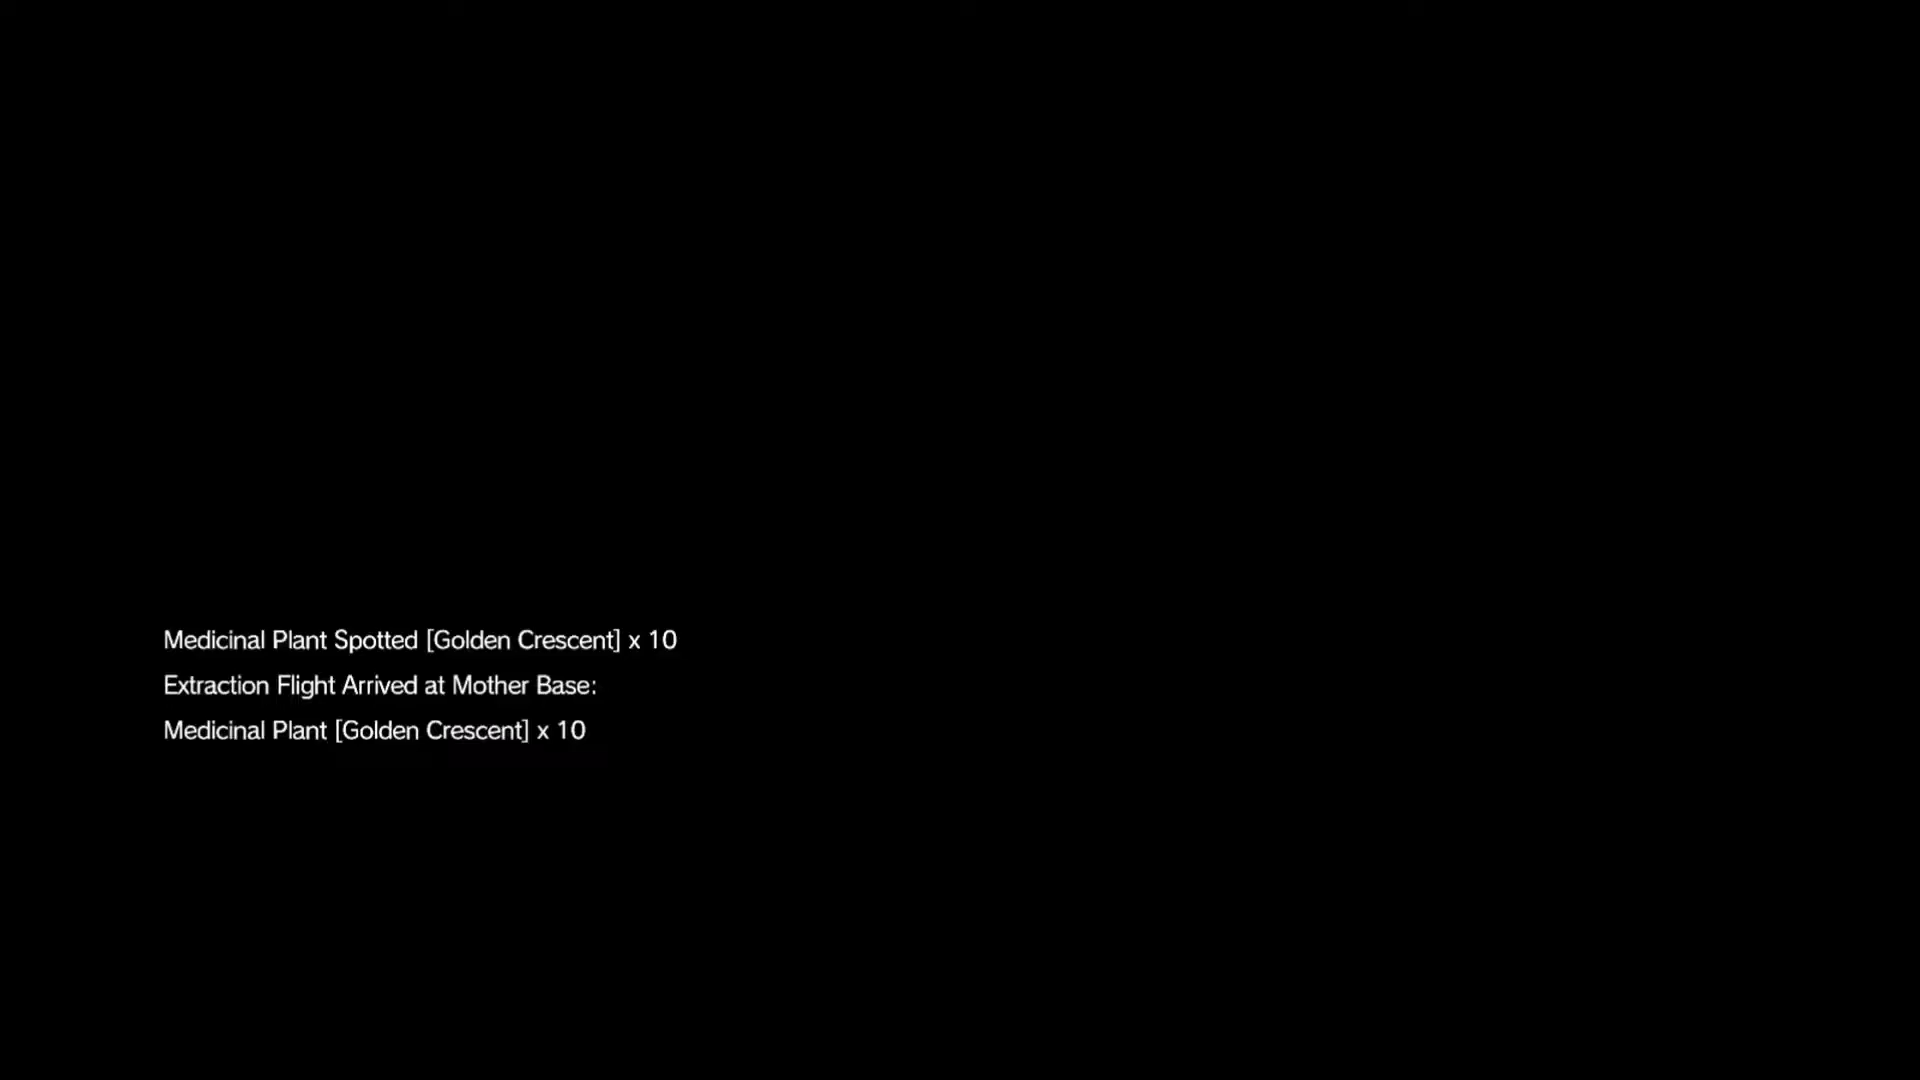 Medicinal Plant Spotted [Golden Crescent] x 10
Extraction Flight Arrived at Mother Base:
Medicinal Plant [Golden Crescent] x 10